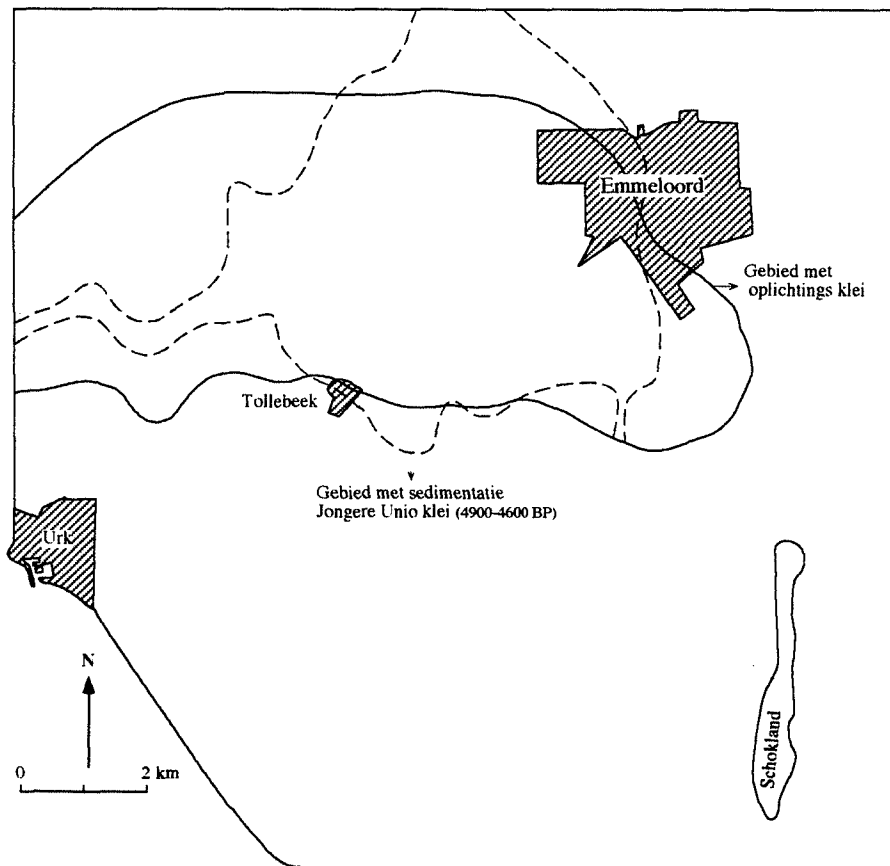 Emmeloord
Gebied met
oplichtings klei
Tollebeek
Gebied met sedimentatie
Jongere Unio klei (4900-4600 BP)
Urk
N
0 2 km
Schokland